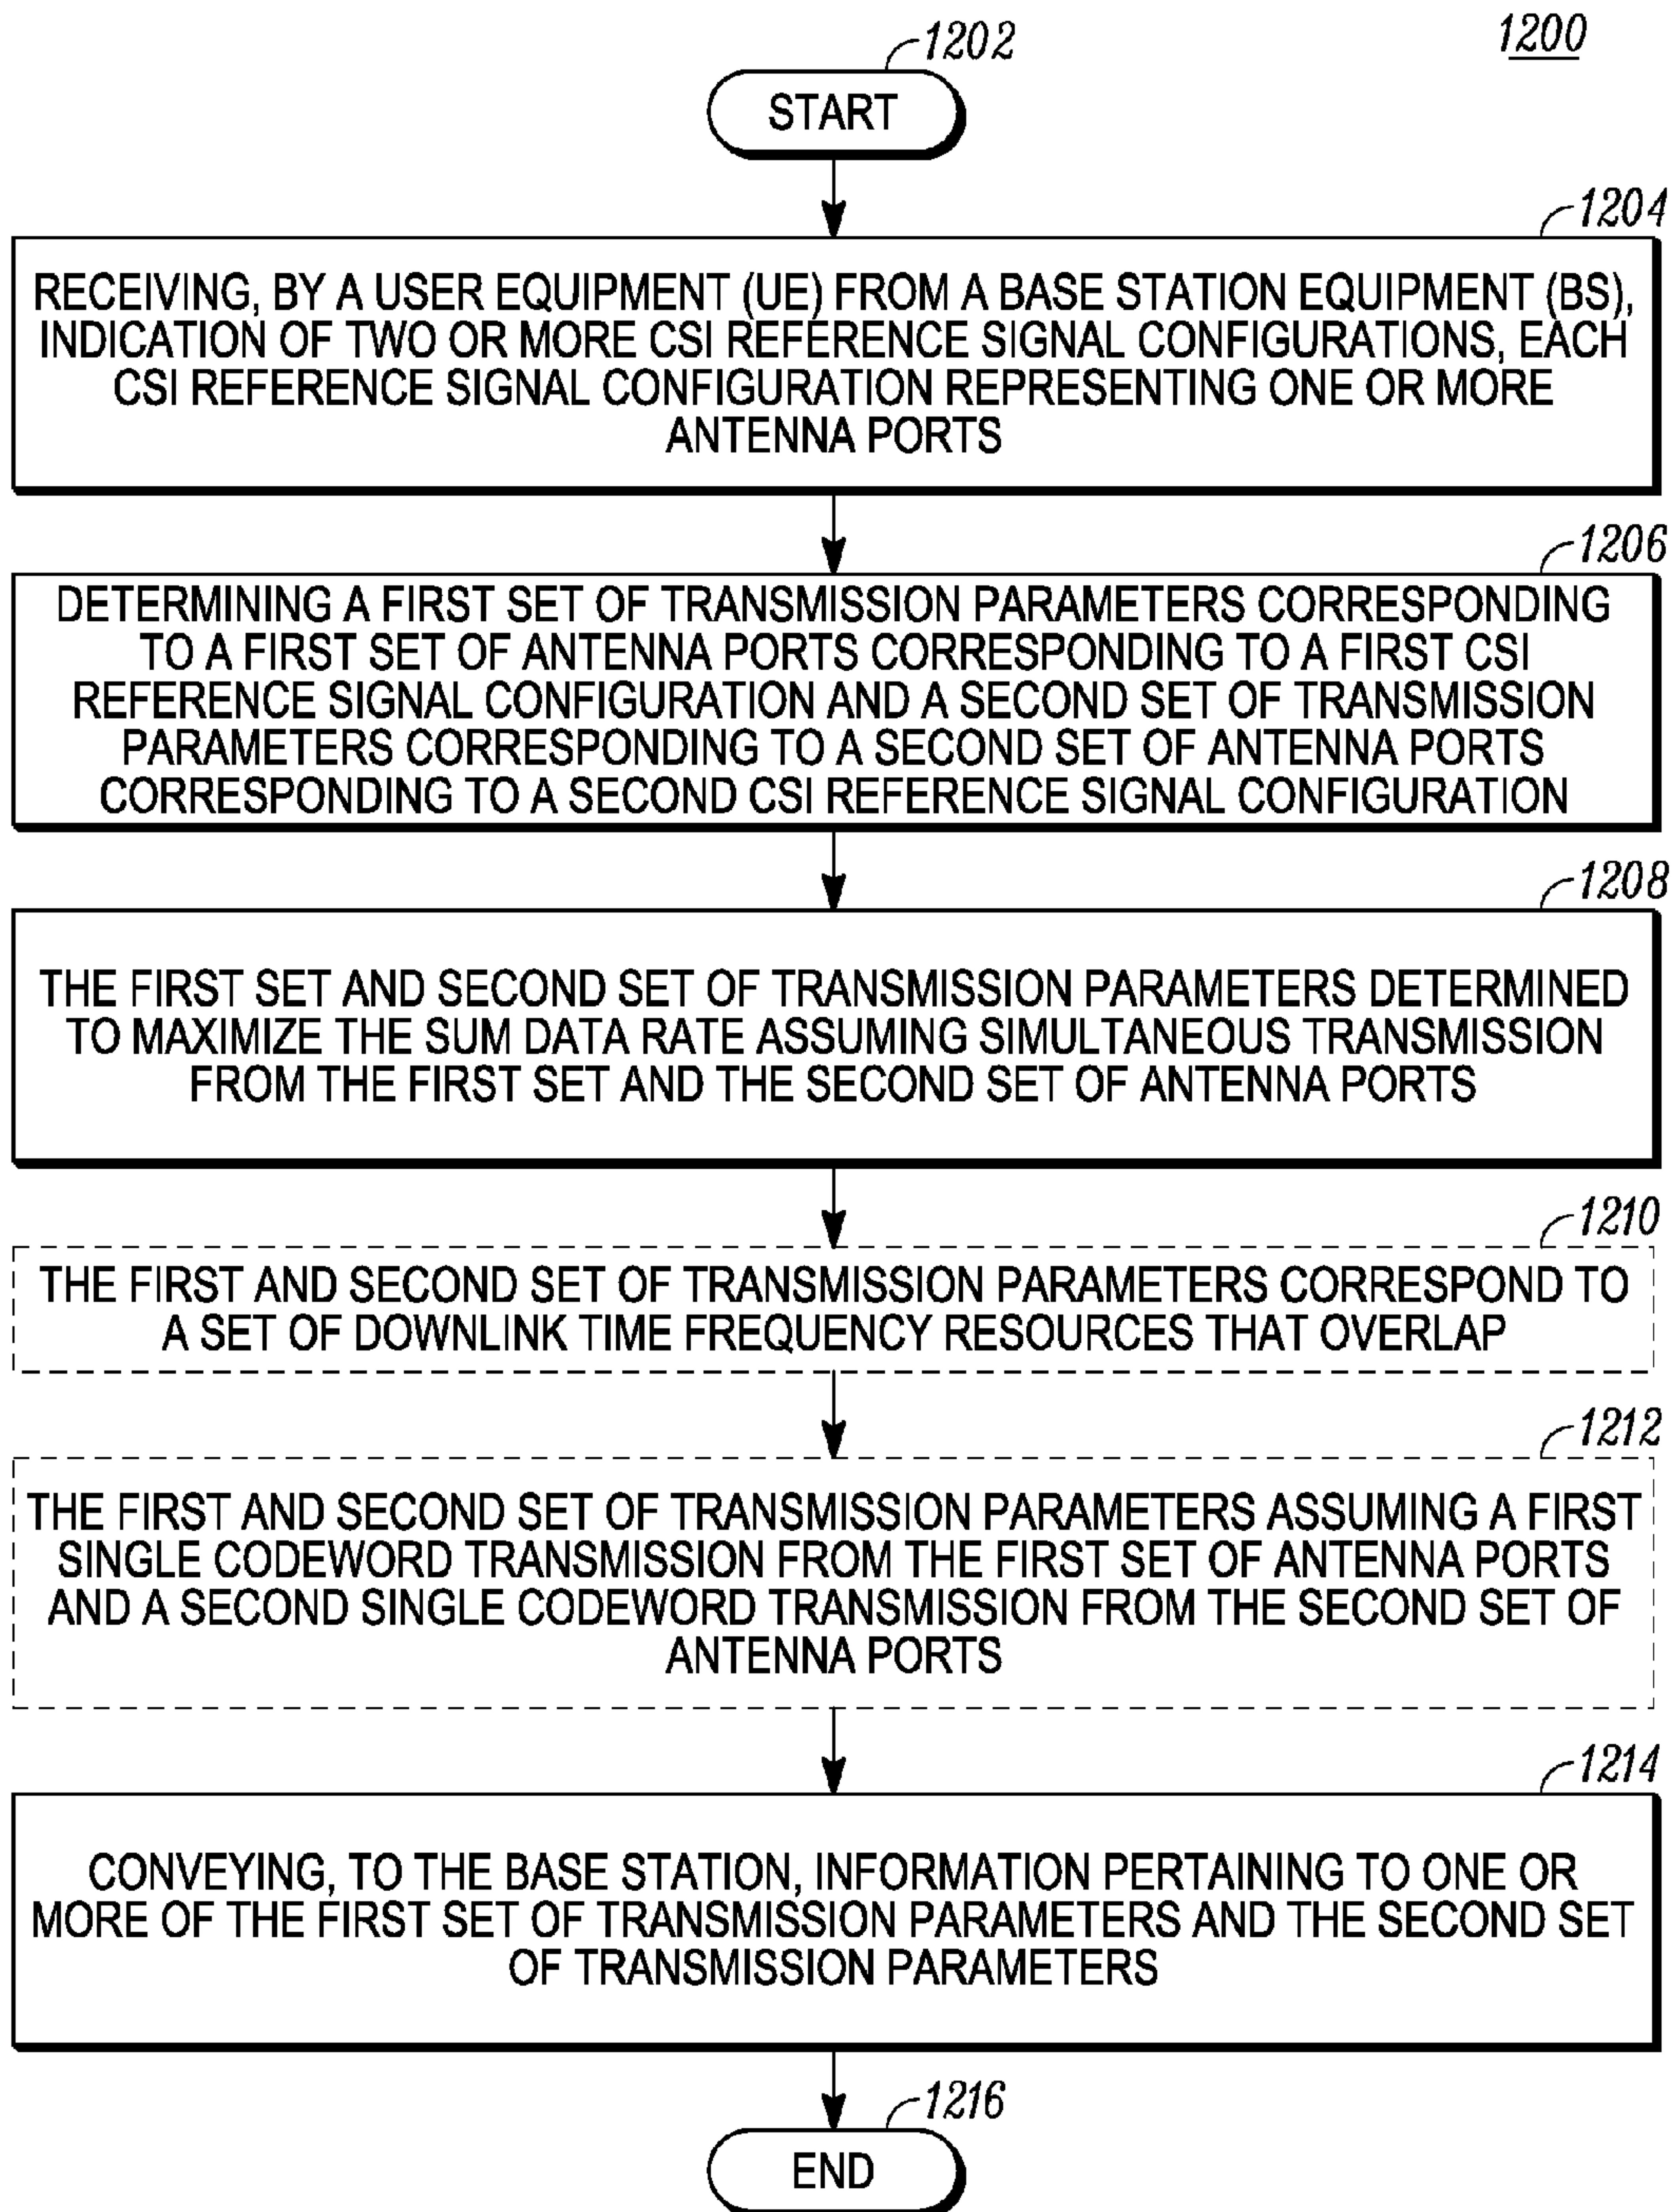 1200
1202
START
1204
RECEIVING, BY A USER EQUIPMENT (UE) FROM A BASE STATION EQUIPMENT (BS),
INDICATION OF TWO OR MORE CSI REFERENCE SIGNAL CONFIGURATIONS, EACH
CSI REFERENCE SIGNAL CONFIGURATION REPRESENTING ONE OR MORE
ANTENNA PORTS
1206
DETERMINING A FIRST SET OF TRANSMISSION PARAMETERS CORRESPONDING
TO A FIRST SET OF ANTENNA PORTS CORRESPONDING TO A FIRST CSI
REFERENCE SIGNAL CONFIGURATION AND A SECOND SET OF TRANSMISSION
PARAMETERS CORRESPONDING TO A SECOND SET OF ANTENNA PORTS
CORRESPONDING TO A SECOND CSI REFERENCE SIGNAL CONFIGURATION
1208
THE FIRST SET AND SECOND SET OF TRANSMISSION PARAMETERS DETERMINED
TO MAXIMIZE THE SUM DATA RATE ASSUMING SIMULTANEOUS TRANSMISSION
FROM THE FIRST SET AND THE SECOND SET OF ANTENNA PORTS
1210
THE FIRST AND SECOND SET OF TRANSMISSION PARAMETERS CORRESPOND TO
A SET OF DOWNLINK TIME FREQUENCY RESOURCES THAT OVERLAP
1212
THE FIRST AND SECOND SET OF TRANSMISSION PARAMETERS ASSUMING A FIRST
SINGLE CODEWORD TRANSMISSION FROM THE FIRST SET OF ANTENNA PORTS
AND A SECOND SINGLE CODEWORD TRANSMISSION FROM THE SECOND SET OF
ANTENNA PORTS
1214
CONVEYING, TO THE BASE STATION, INFORMATION PERTAINING TO ONE OR
MORE OF THE FIRST SET OF TRANSMISSION PARAMETERS AND THE SECOND SET
OF TRANSMISSION PARAMETERS
1216
END